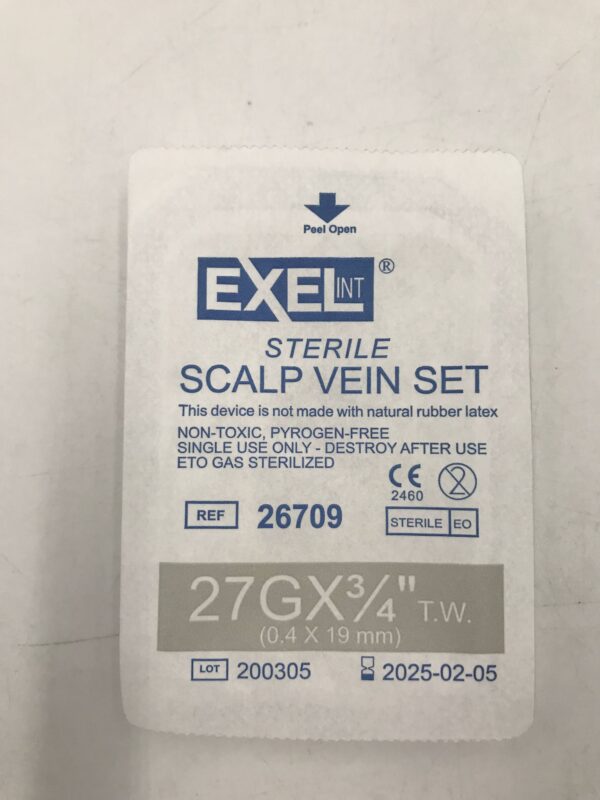 Peel Open
EXEL INT ®
STERILE
SCALP VEIN SET
This device is not made with natural rubber latex
NON-TOXIC, PYROGEN-FREE
SINGLE USE ONLY - DESTROY AFTER USE
ETO GAS STERILIZED
CE
2460
2
REF 26709
STERILE EO
27GX3/4" T.W.
(0.4 X 19 mm)
LOT 200305 2025-02-05